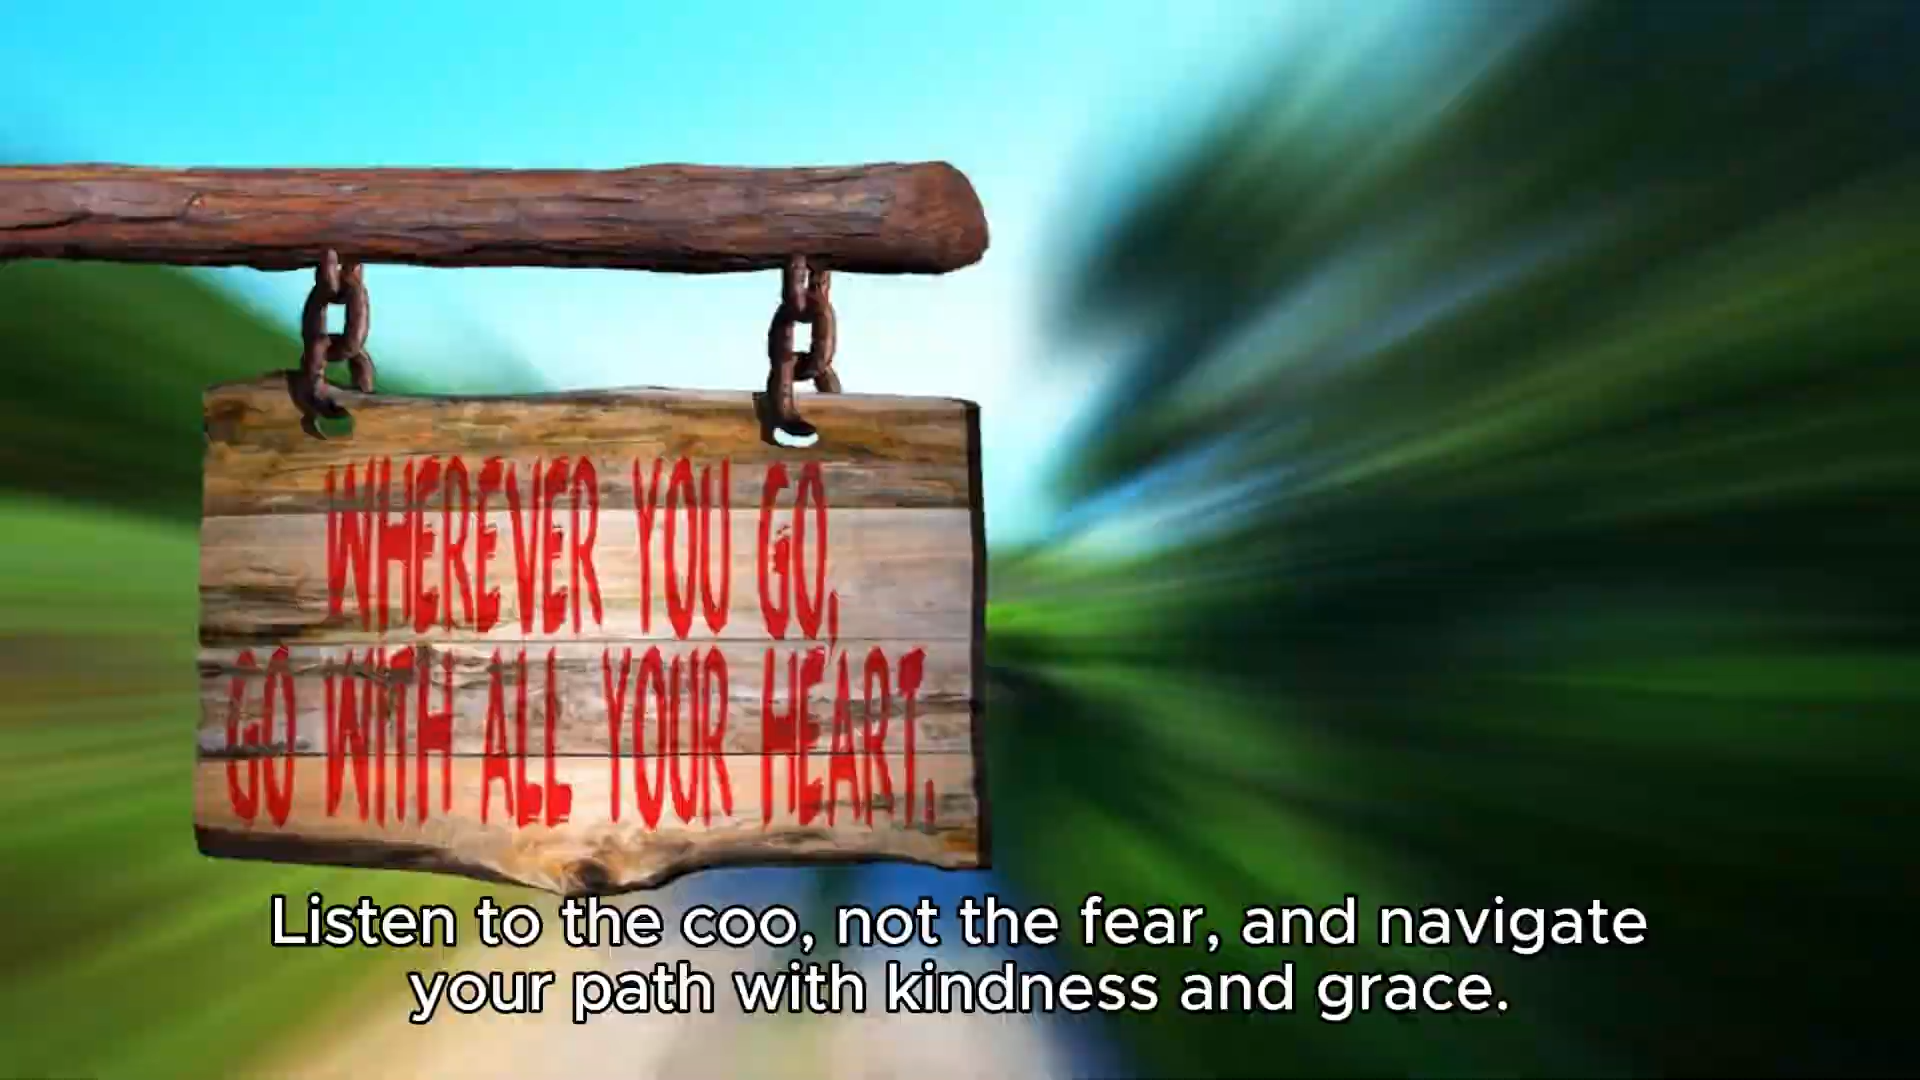 WHEREVER YOU GO,
GO WITH ALL YOUR HEART.
Listen to the coo, not the fear, and navigate
your path with kindness and grace.